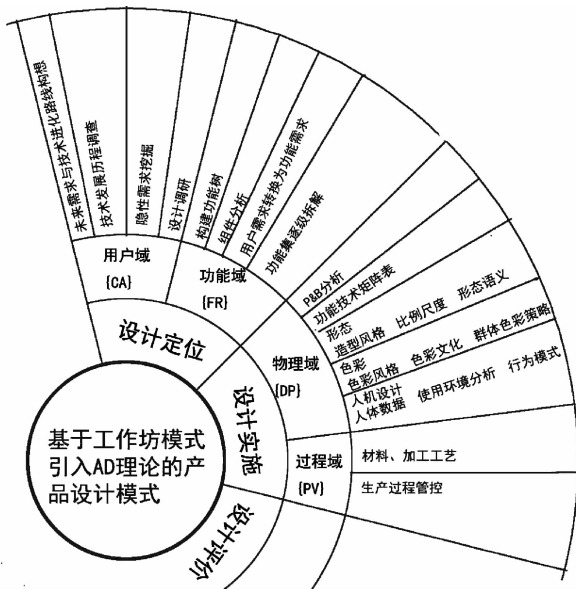 基于工作坊模式
引入AD理论的产
品设计模式
设计定位
设计实施
设计评价
用户域
{CA}
功能域
{FR}
物理域
{DP}
过程域
{PV}
未来需求与技术进化路线构想
技术发展历程调查
隐性需求挖掘
设计调研
构建功能树
组件分析
用户需求转换为功能需求
功能集逐级拆解
P&B分析
功能技术矩阵表
形态
造型风格 比例尺度 形态语义
色彩
色彩风格 色彩文化 群体色彩策略
人机设计
人体数据 使用环境分析 行为模式
材料、加工工艺
生产过程管控